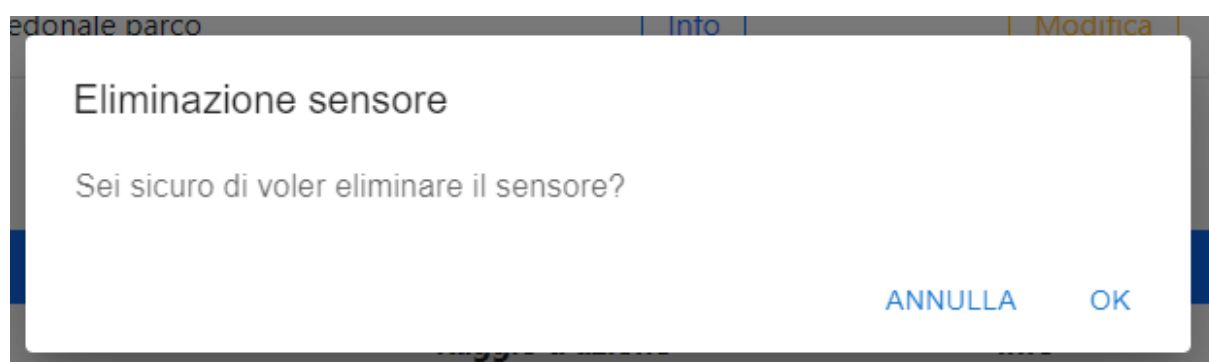 edonale parco Info Modifica
Eliminazione sensore
Sei sicuro di voler eliminare il sensore?
ANNULLA OK